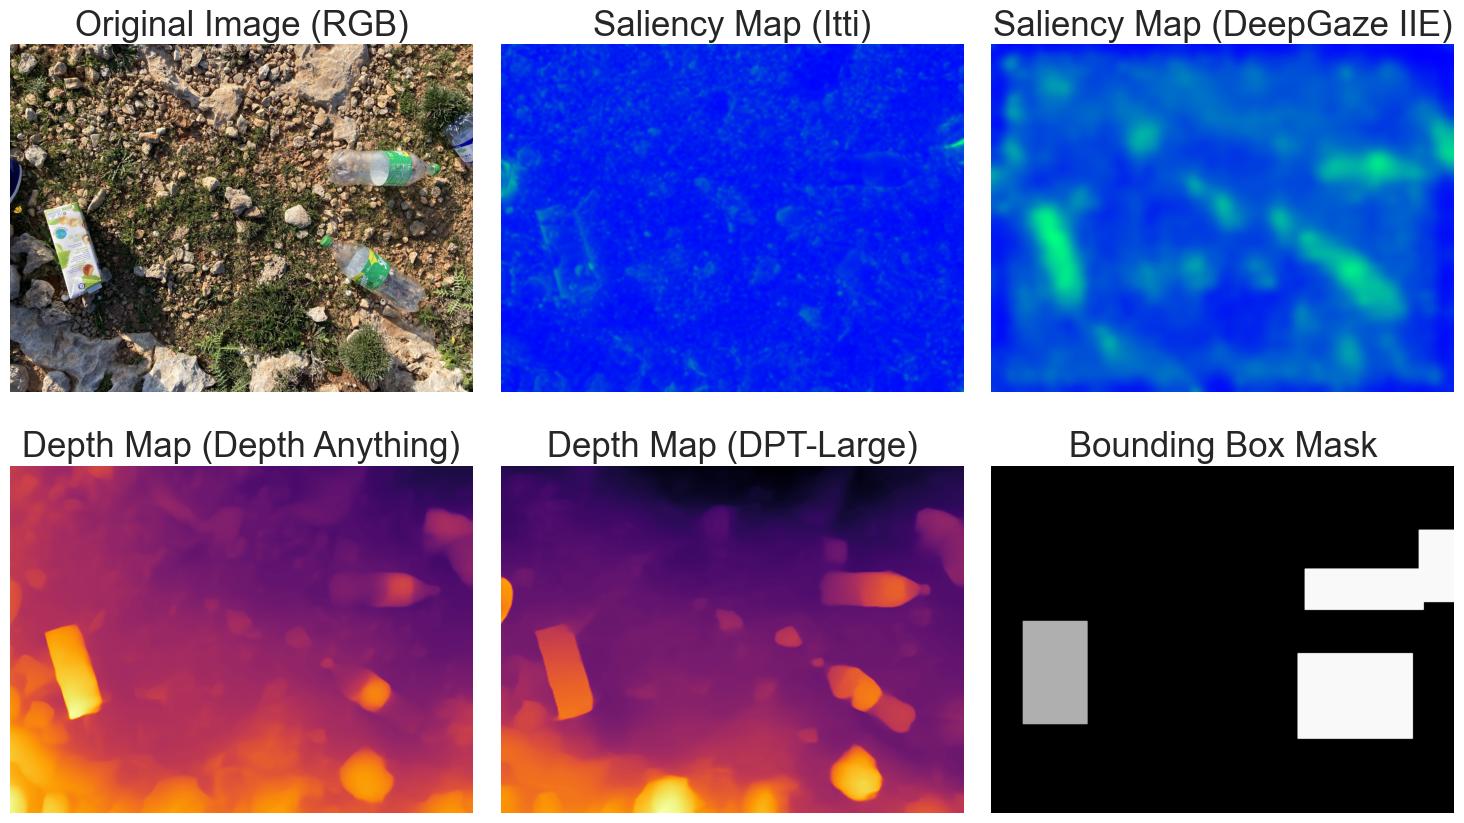 Original Image (RGB)
Saliency Map (Itti)
Saliency Map (DeepGaze IIE)
Depth Map (Depth Anything)
Depth Map (DPT-Large)
Bounding Box Mask